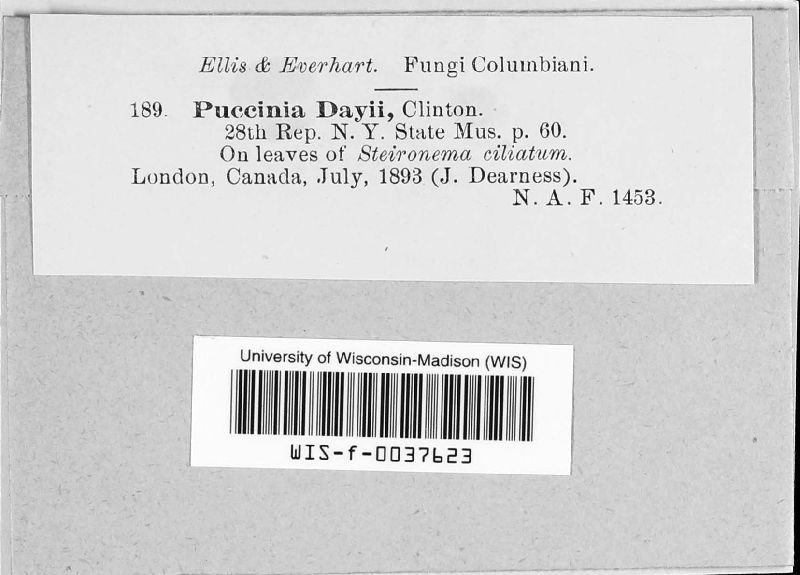 Ellis & Everhart. Fungi Columbiani.
189. Puccinia Dayii, Clinton.
28th Rep. N. Y. State Mus. p. 60.
On leaves of Steironema ciliatum.
London, Canada, July, 1893 (J. Dearness).
N. A. F. 1453.
University of Wisconsin-Madison (WIS)
WIS-f-0037623